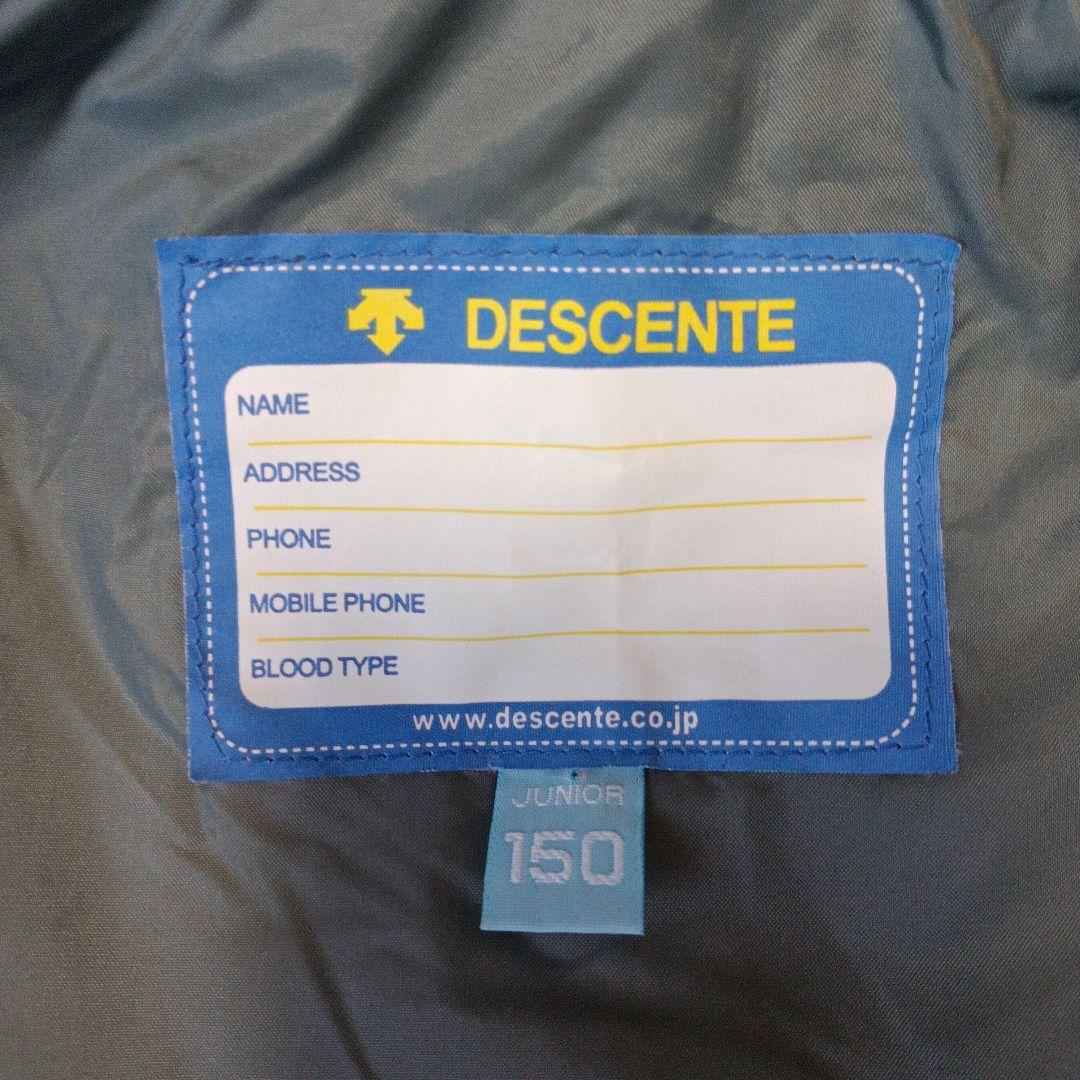 DESCENTE
NAME
ADDRESS
PHONE
MOBILE PHONE
BLOOD TYPE
www.descente.co.jp
JUNIOR
150